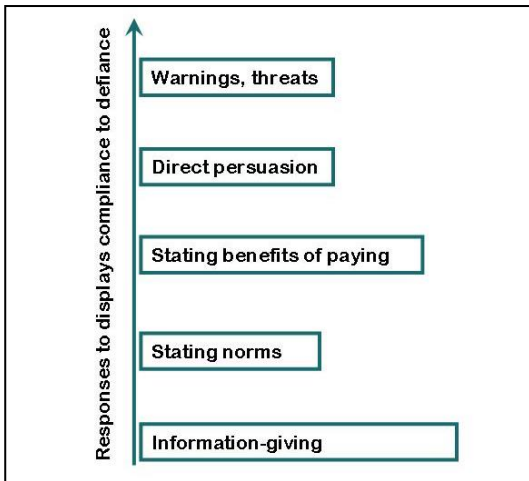 Responses to displays compliance to defiance
Warnings, threats
Direct persuasion
Stating benefits of paying
Stating norms
Information-giving